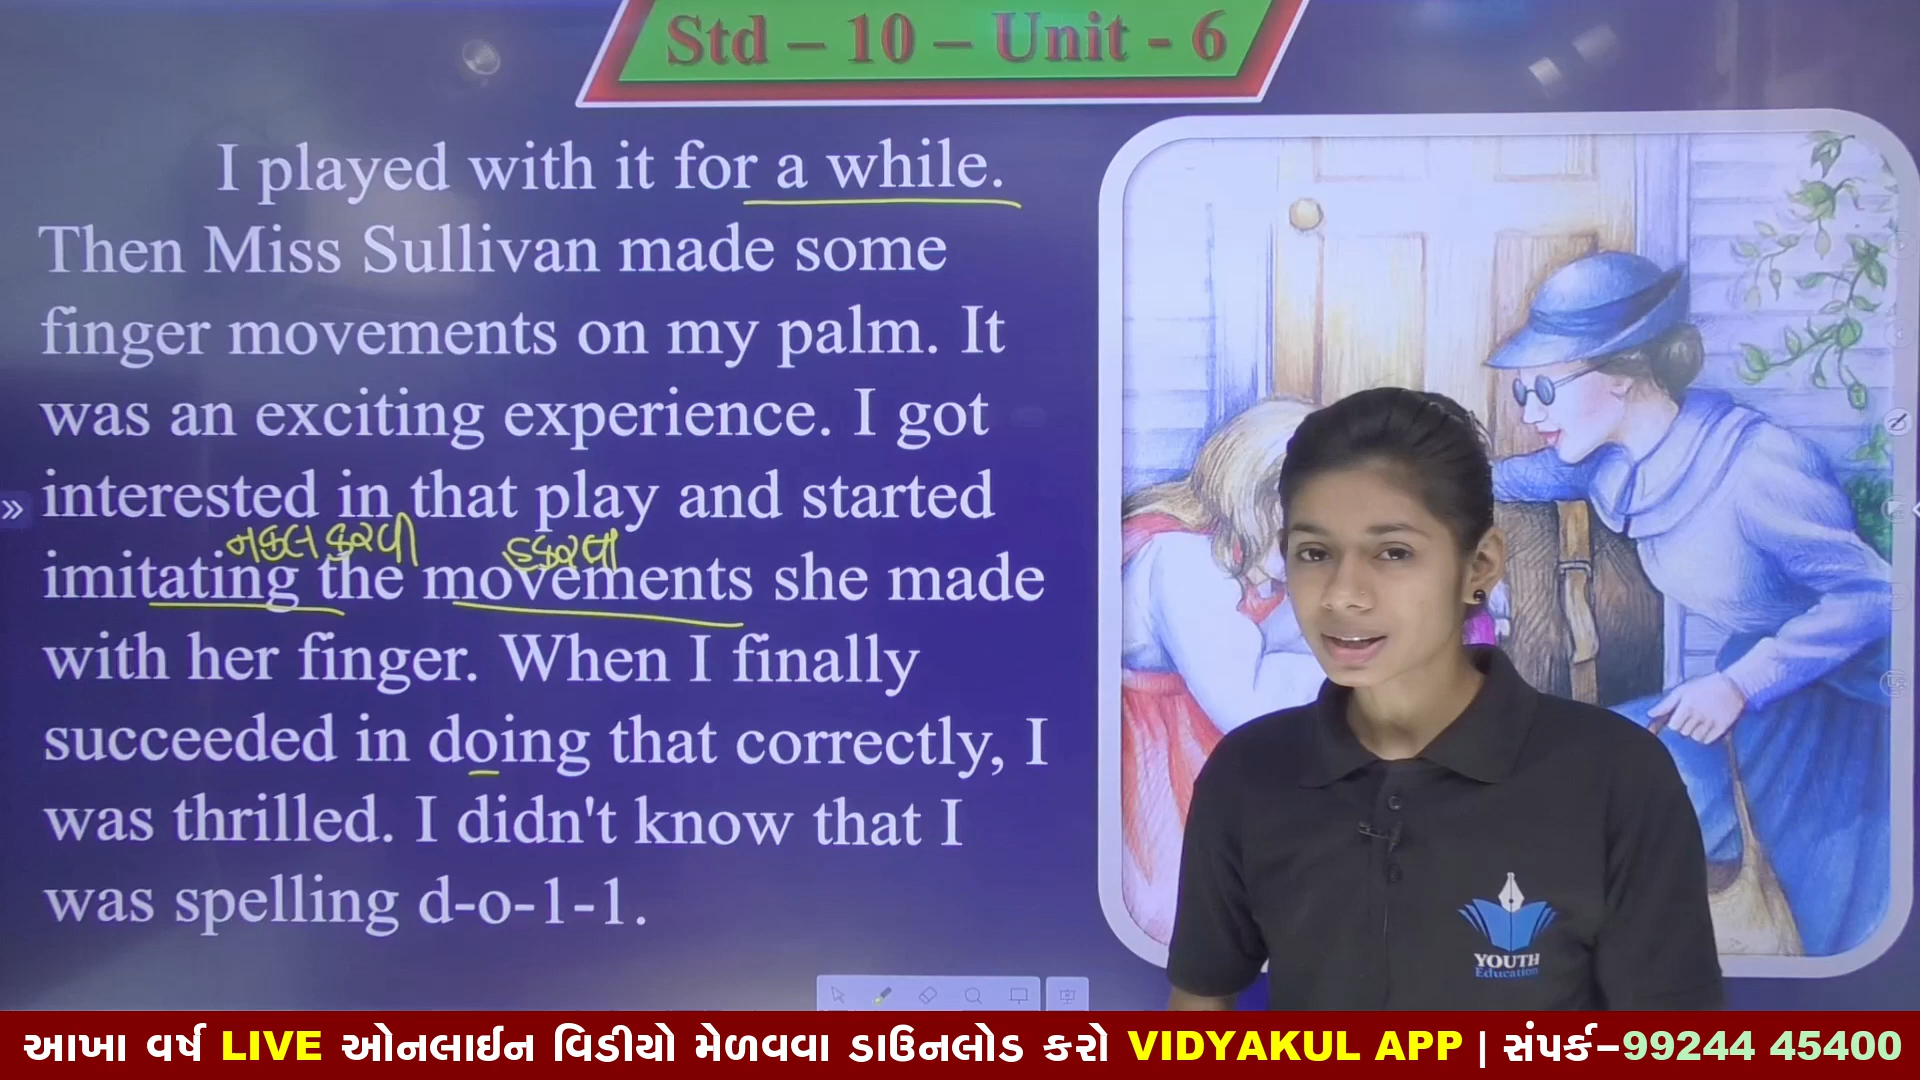 Std – 10 – Unit - 6
I played with it for a while.
Then Miss Sullivan made some
finger movements on my palm. It
was an exciting experience. I got
interested in that play and started
નકલ કરવી
imitating the movements she made
with her finger. When I finally
succeeded in doing that correctly, I
was thrilled. I didn't know that I
was spelling d-o-l-l.
YOUTH
Education
આખા વર્ષ LIVE ઓનલાઈન વિડીયો મેળવવા ડાઉનલોડ કરો VIDYAKUL APP | સંપર્ક–99244 45400